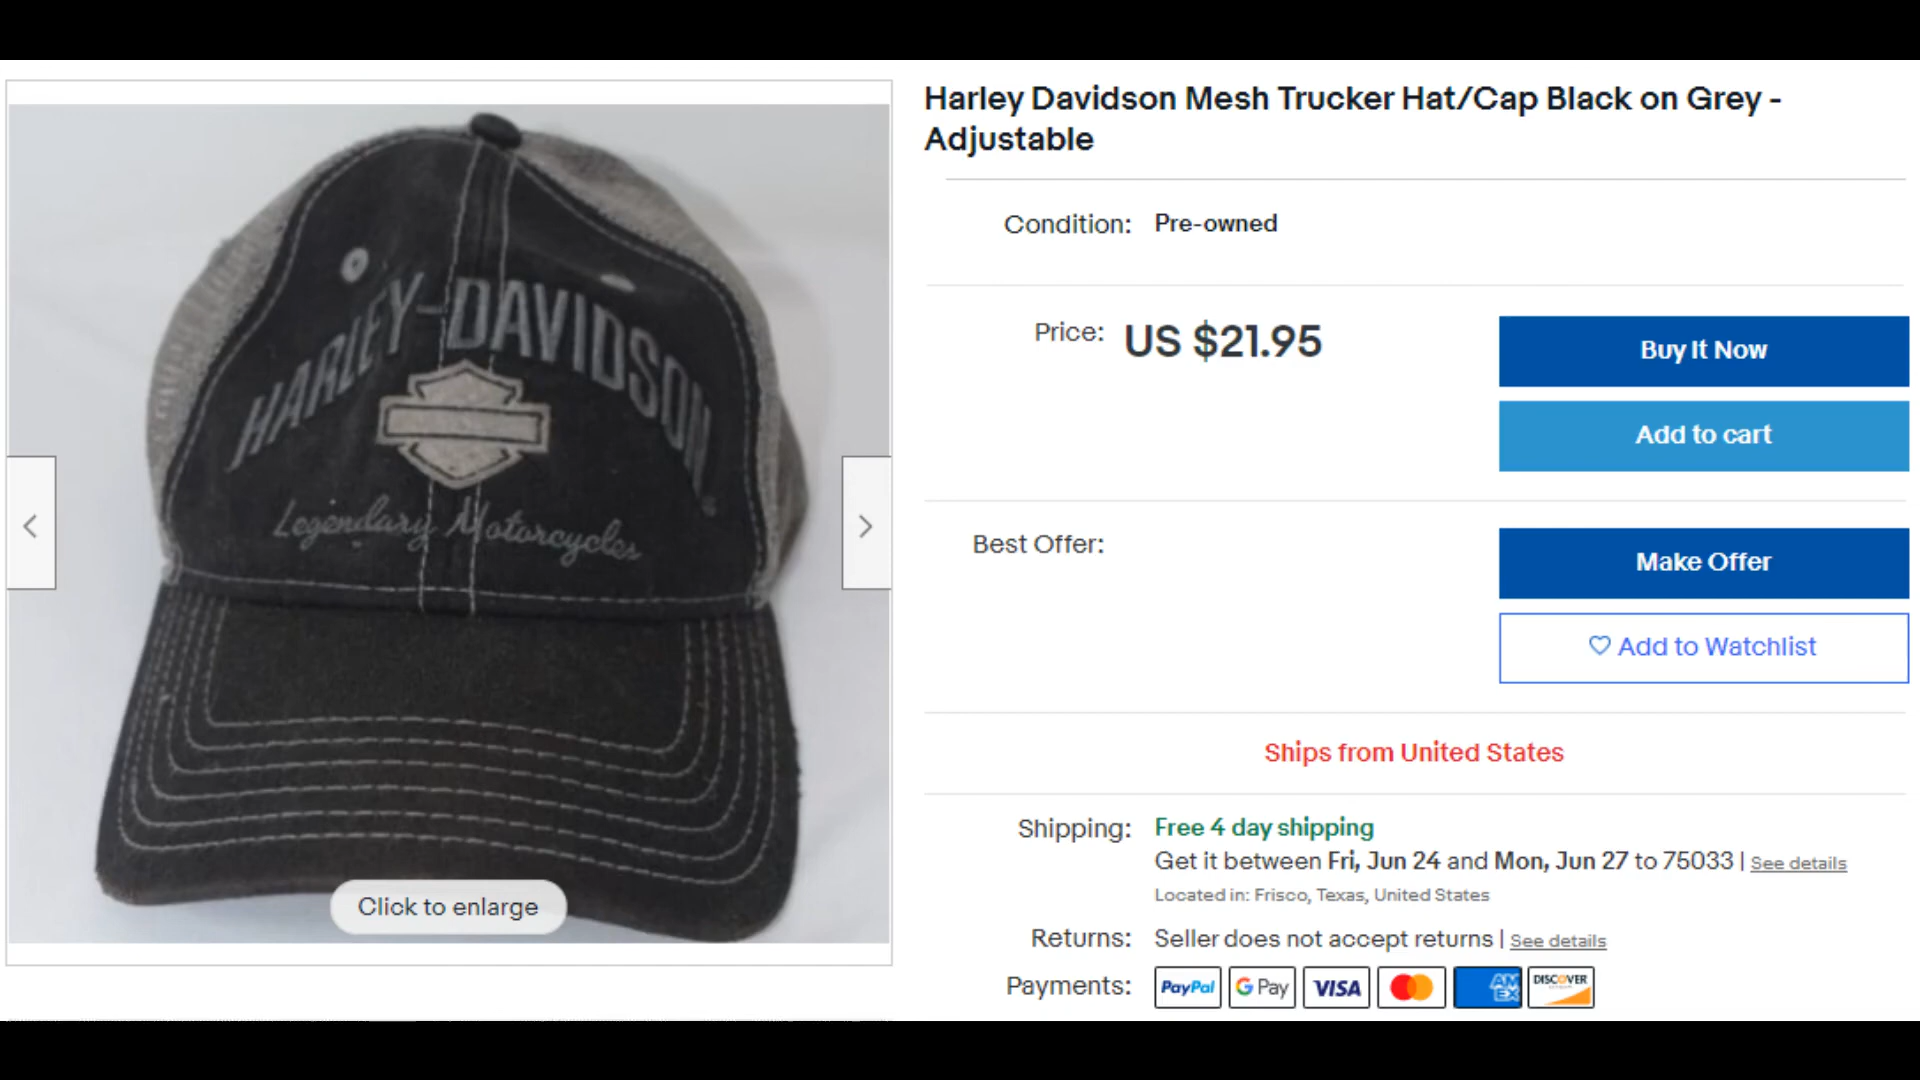 Harley Davidson Mesh Trucker Hat/Cap Black on Grey -
Adjustable
HARLEY-DAVIDSON
Legendary Motorcycles
Click to enlarge
Condition: Pre-owned
Price: US $21.95
Buy It Now
Add to cart
Best Offer:
Make Offer
Add to Watchlist
Ships from United States
Shipping: Free 4 day shipping
Get it between Fri, Jun 24 and Mon, Jun 27 to 75033 | See details
Located in: Frisco, Texas, United States
Returns: Seller does not accept returns | See details
Payments: PayPal G Pay VISA AMEX DISCOVER